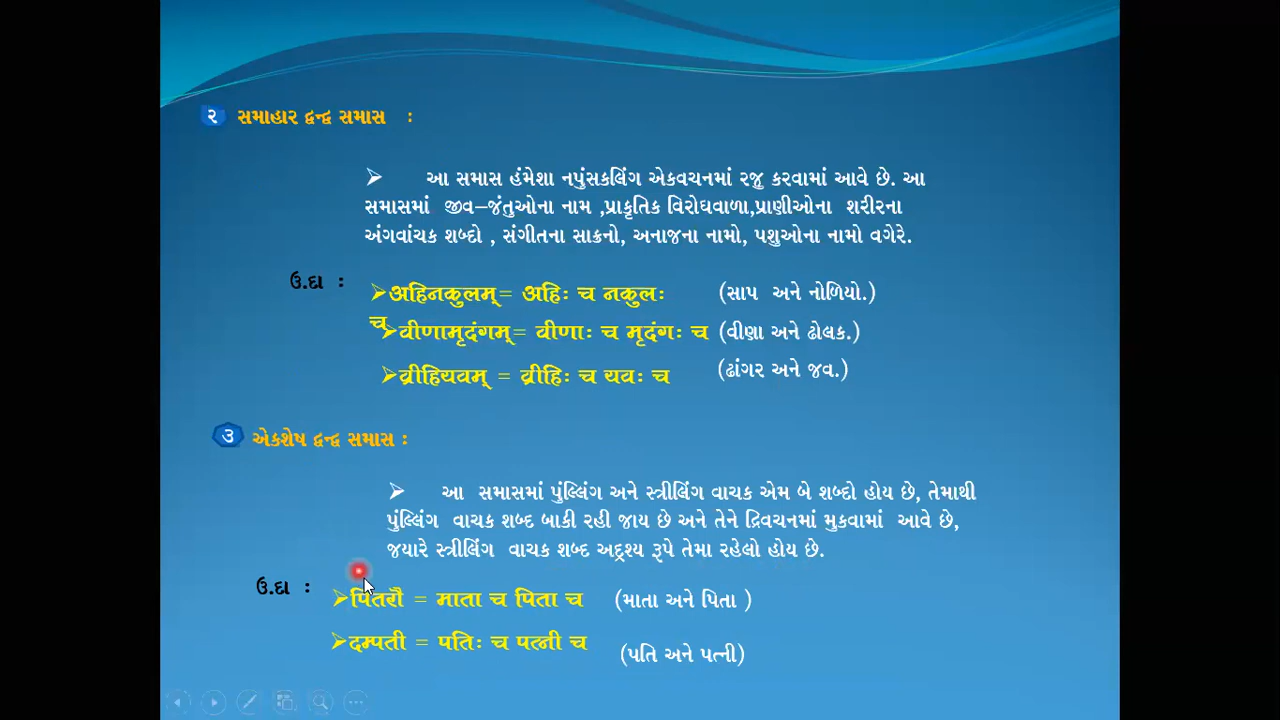 ૨ સમાહાર દ્વન્દ્વ સમાસ :
➢ આ સમાસ હંમેશા નપુંસકલિંગ એકવચનમાં રજુ કરવામાં આવે છે. આ
સમાસમાં જીવ–જંતુઓના નામ ,પ્રાકૃતિક વિરોધવાળા,પ્રાણીઓના શરીરના
અંગવાંચક શબ્દો , સંગીતના સાક્રનો, અનાજના નામો, પશુઓના નામો વગેરે.
ઉ.દા :
➢अहिनकुलम्= अहिः च नकुलः (સાપ અને નોળિયો.)
च
➢वीणामृदंगम्= वीणाः च मृदंगः च (વીણા અને ઢોલક.)
➢व्रीहियवम् = व्रीहिः च यवः च (ઢાંગર અને જવ.)
૩ એકશેષ દ્વન્દ્વ સમાસ :
➢ આ સમાસમાં પુંલ્લિંગ અને સ્ત્રીલિંગ વાચક એમ બે શબ્દો હોય છે, તેમાથી
પુંલ્લિંગ વાચક શબ્દ બાકી રહી જાય છે અને તેને દ્રિવચનમાં મુકવામાં આવે છે,
જયારે સ્ત્રીલિંગ વાચક શબ્દ અદ્રશ્ય રૂપે તેમા રહેલો હોય છે.
ઉ.દા :
➢पितरौ = माता च पिता च (માતા અને પિતા )
➢दम्पती = पतिः च पत्नी च (પતિ અને પત્ની)